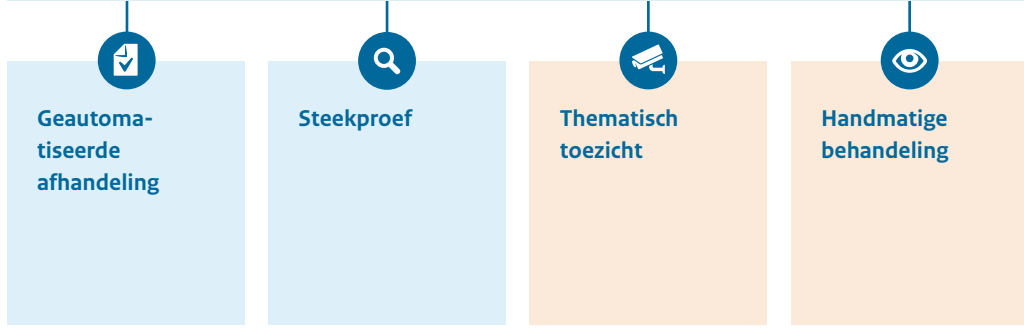 Geautoma-
tiseerde
afhandeling
Steekproef
Thematisch
toezicht
Handmatige
behandeling